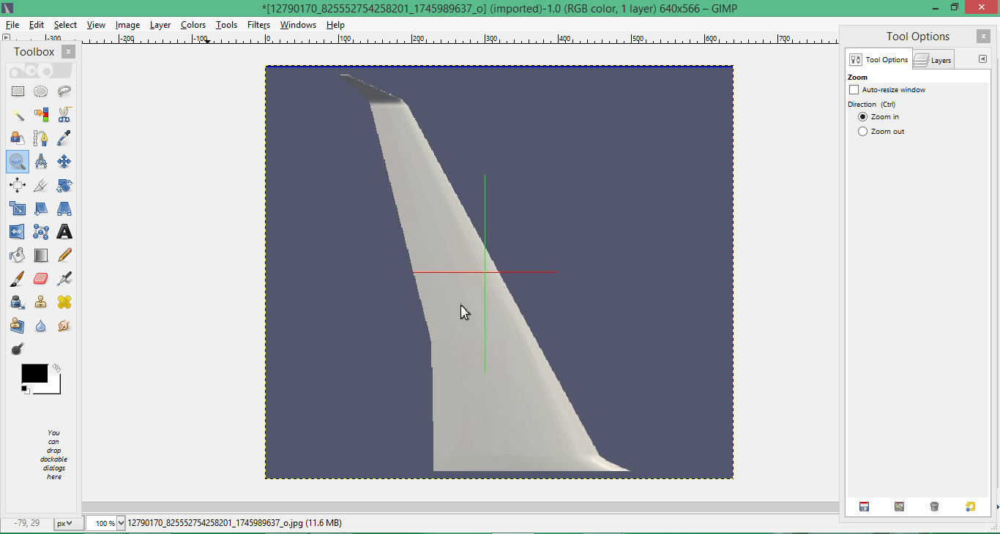 *[12790170_825552754258201_1745989637_o] (imported)-1.0 (RGB color, 1 layer) 640x566 – GIMP
File Edit Select View Image Layer Colors Tools Filters Windows Help
-300 -200 -100 0 100 200 300 400 500 600 700
Toolbox
You
can
drop
dockable
dialogs
here
Tool Options
Tool Options Layers
Zoom
Auto-resize window
Direction (Ctrl)
Zoom in
Zoom out
-79, 29 px 100 % 12790170_825552754258201_1745989637_o.jpg (11.6 MB)